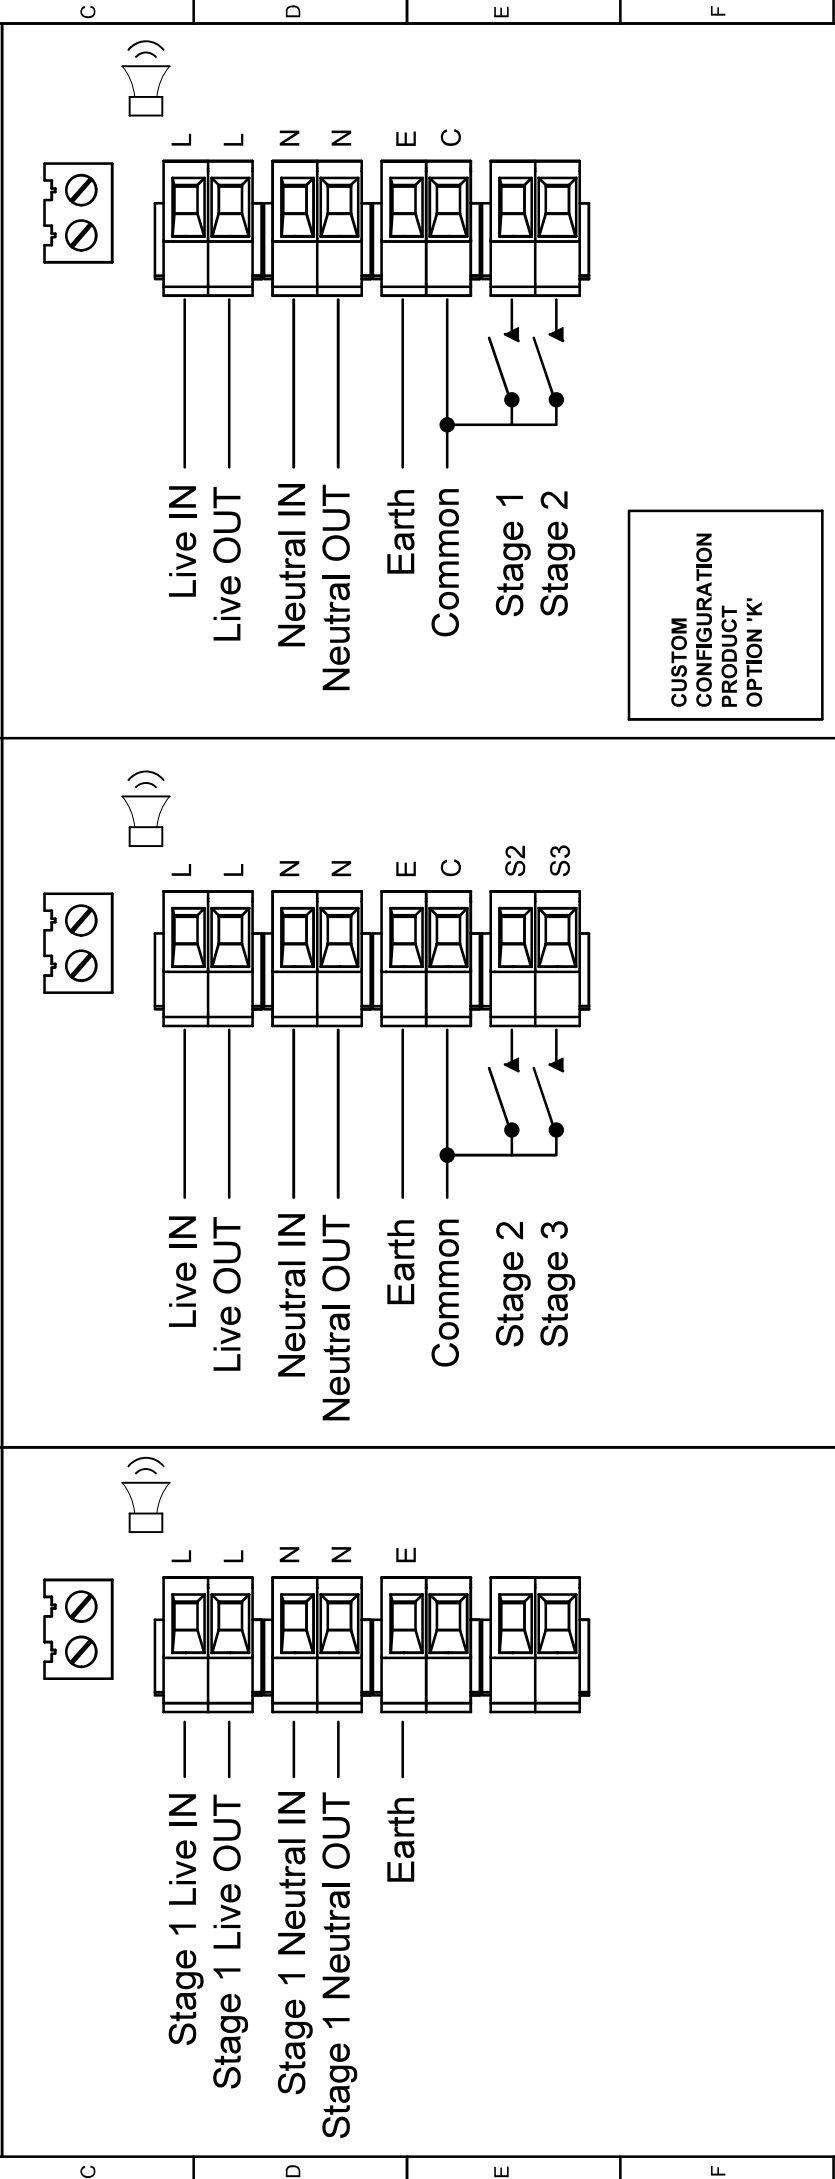 C
D
E
F
Stage 1 Live IN
L
Stage 1 Live OUT
L
Stage 1 Neutral IN
N
Stage 1 Neutral OUT
N
Earth
E
Live IN
L
Live OUT
L
Neutral IN
N
Neutral OUT
N
Earth
E
Common
C
Stage 2
S2
Stage 3
S3
Live IN
L
Live OUT
L
Neutral IN
N
Neutral OUT
N
Earth
E
Common
C
Stage 1
Stage 2
CUSTOM
CONFIGURATION
PRODUCT
OPTION 'K'
C
D
E
F